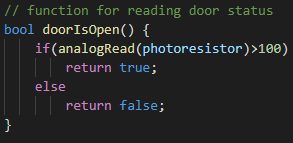 // function for reading door status
bool doorIsOpen() {
    if(analogRead(photoresistor)>100)
        return true;
    else
        return false;
}